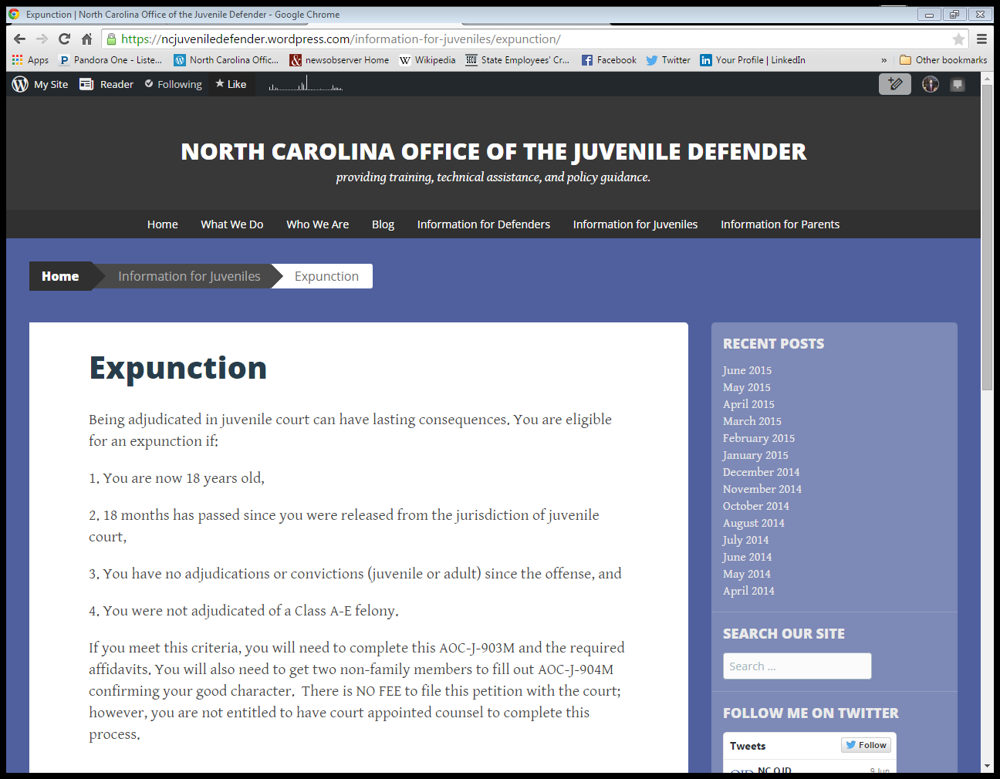 Expunction | North Carolina Office of the Juvenile Defender - Google Chrome
https://ncjuveniledefender.wordpress.com/information-for-juveniles/expunction/
Apps Pandora One - Liste... North Carolina Offic... newsobserver Home Wikipedia State Employees' Cr... Facebook Twitter Your Profile | LinkedIn » Other bookmarks
My Site Reader Following Like
NORTH CAROLINA OFFICE OF THE JUVENILE DEFENDER
providing training, technical assistance, and policy guidance.
Home What We Do Who We Are Blog Information for Defenders Information for Juveniles Information for Parents
Home Information for Juveniles Expunction
Expunction
Being adjudicated in juvenile court can have lasting consequences. You are eligible
for an expunction if:
1. You are now 18 years old,
2. 18 months has passed since you were released from the jurisdiction of juvenile
court,
3. You have no adjudications or convictions (juvenile or adult) since the offense, and
4. You were not adjudicated of a Class A-E felony.
If you meet this criteria, you will need to complete this AOC-J-903M and the required
affidavits. You will also need to get two non-family members to fill out AOC-J-904M
confirming your good character.  There is NO FEE to file this petition with the court;
however, you are not entitled to have court appointed counsel to complete this
process.
RECENT POSTS
June 2015
May 2015
April 2015
March 2015
February 2015
January 2015
December 2014
November 2014
October 2014
August 2014
July 2014
June 2014
May 2014
April 2014
SEARCH OUR SITE
Search ...
FOLLOW ME ON TWITTER
Tweets Follow
OJD NC OJD 9 Jun